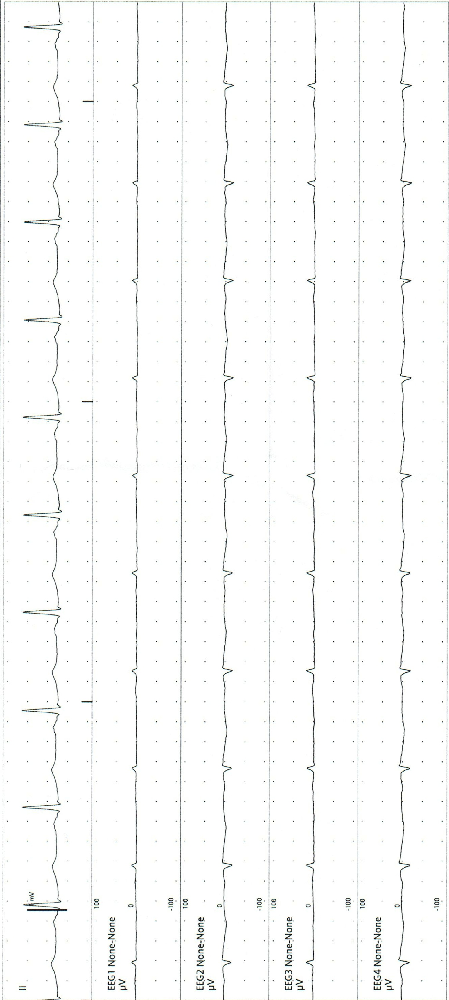 II
mV
EEG1 None-None
µV
100
0
-100
EEG2 None-None
µV
100
0
-100
EEG3 None-None
µV
100
0
-100
EEG4 None-None
µV
100
0
-100